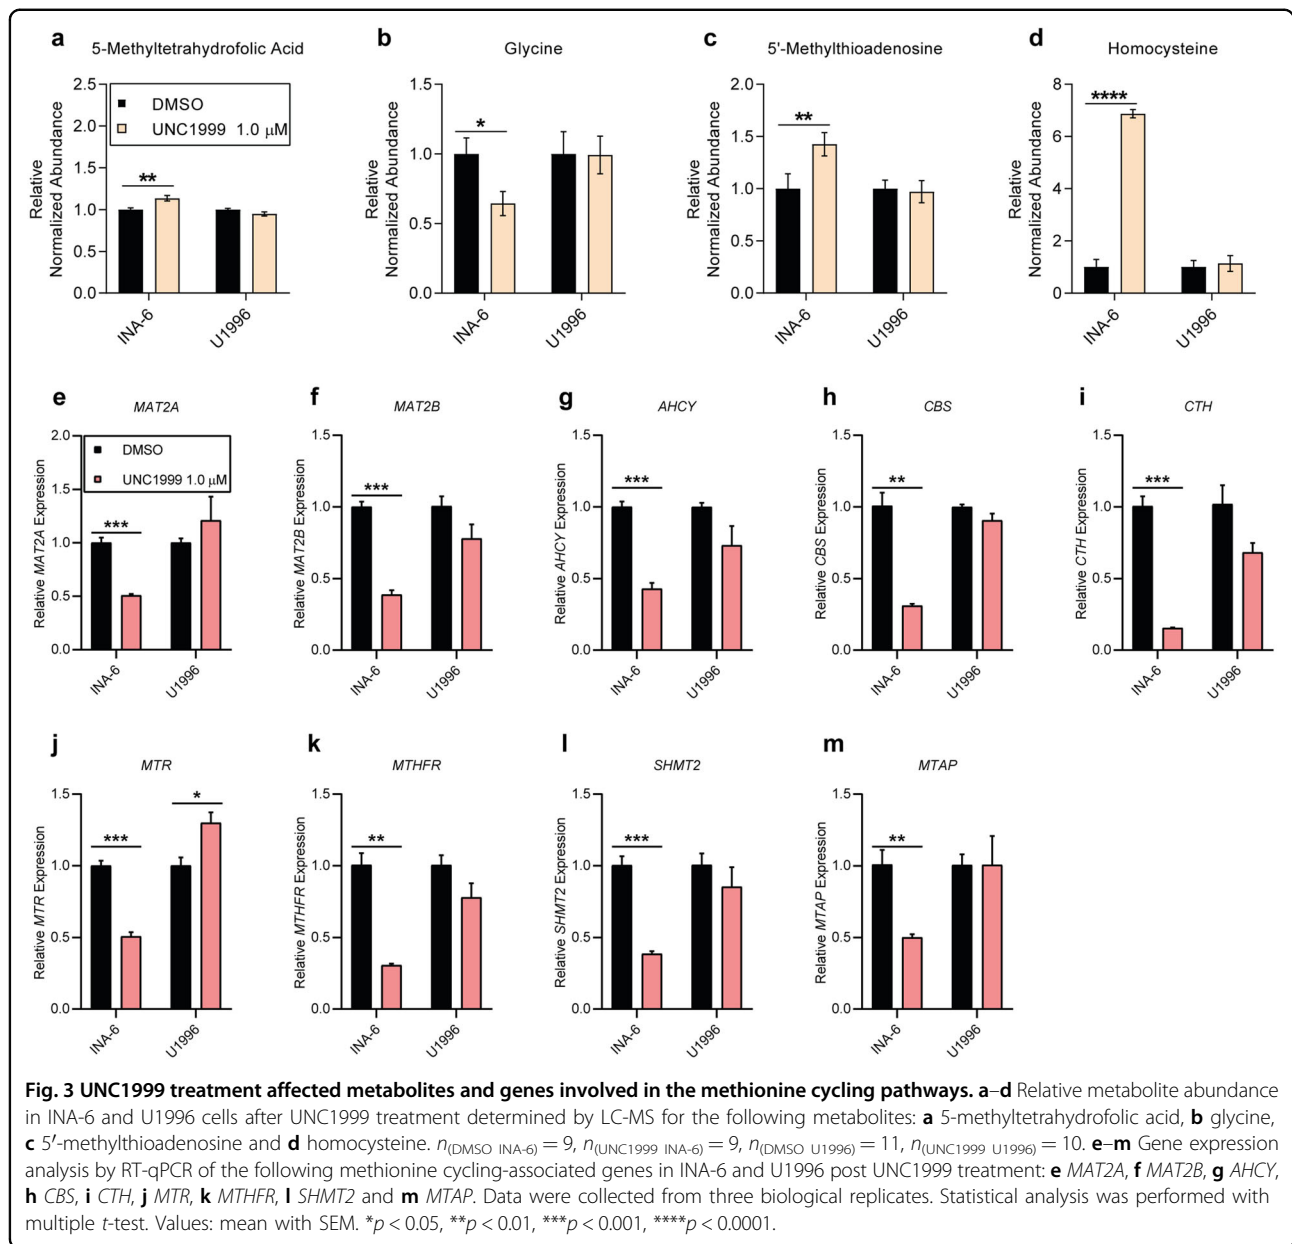 a
5-Methyltetrahydrofolic Acid
Relative
Normalized Abundance
2.5
2.0
1.5
1.0
0.5
0.0
DMSO
UNC1999 1.0 μM
**
INA-6
U1996
b
Glycine
Relative
Normalized Abundance
1.5
1.0
0.5
0.0
*
INA-6
U1996
c
5'-Methylthioadenosine
Relative
Normalized Abundance
2.0
1.5
1.0
0.5
0.0
**
INA-6
U1996
d
Homocysteine
Relative
Normalized Abundance
8
6
4
2
0
****
INA-6
U1996
e
MAT2A
Relative MAT2A Expression
2.0
1.5
1.0
0.5
0.0
DMSO
UNC1999 1.0 μM
***
INA-6
U1996
f
MAT2B
Relative MAT2B Expression
1.5
1.0
0.5
0.0
***
INA-6
U1996
g
AHCY
Relative AHCY Expression
1.5
1.0
0.5
0.0
***
INA-6
U1996
h
CBS
Relative CBS Expression
1.5
1.0
0.5
0.0
**
INA-6
U1996
i
CTH
Relative CTH Expression
1.5
1.0
0.5
0.0
***
INA-6
U1996
j
MTR
Relative MTR Expression
1.5
1.0
0.5
0.0
***
*
INA-6
U1996
k
MTHFR
Relative MTHFR Expression
1.5
1.0
0.5
0.0
**
INA-6
U1996
l
SHMT2
Relative SHMT2 Expression
1.5
1.0
0.5
0.0
***
INA-6
U1996
m
MTAP
Relative MTAP Expression
1.5
1.0
0.5
0.0
**
INA-6
U1996
Fig. 3 UNC1999 treatment affected metabolites and genes involved in the methionine cycling pathways. a–d Relative metabolite abundance
in INA-6 and U1996 cells after UNC1999 treatment determined by LC-MS for the following metabolites: a 5-methyltetrahydrofolic acid, b glycine,
c 5′-methylthioadenosine and d homocysteine. n(DMSO INA-6) = 9, n(UNC1999 INA-6) = 9, n(DMSO U1996) = 11, n(UNC1999 U1996) = 10. e–m Gene expression
analysis by RT-qPCR of the following methionine cycling-associated genes in INA-6 and U1996 post UNC1999 treatment: e MAT2A, f MAT2B, g AHCY,
h CBS, i CTH, j MTR, k MTHFR, l SHMT2 and m MTAP. Data were collected from three biological replicates. Statistical analysis was performed with
multiple t-test. Values: mean with SEM. *p < 0.05, **p < 0.01, ***p < 0.001, ****p < 0.0001.